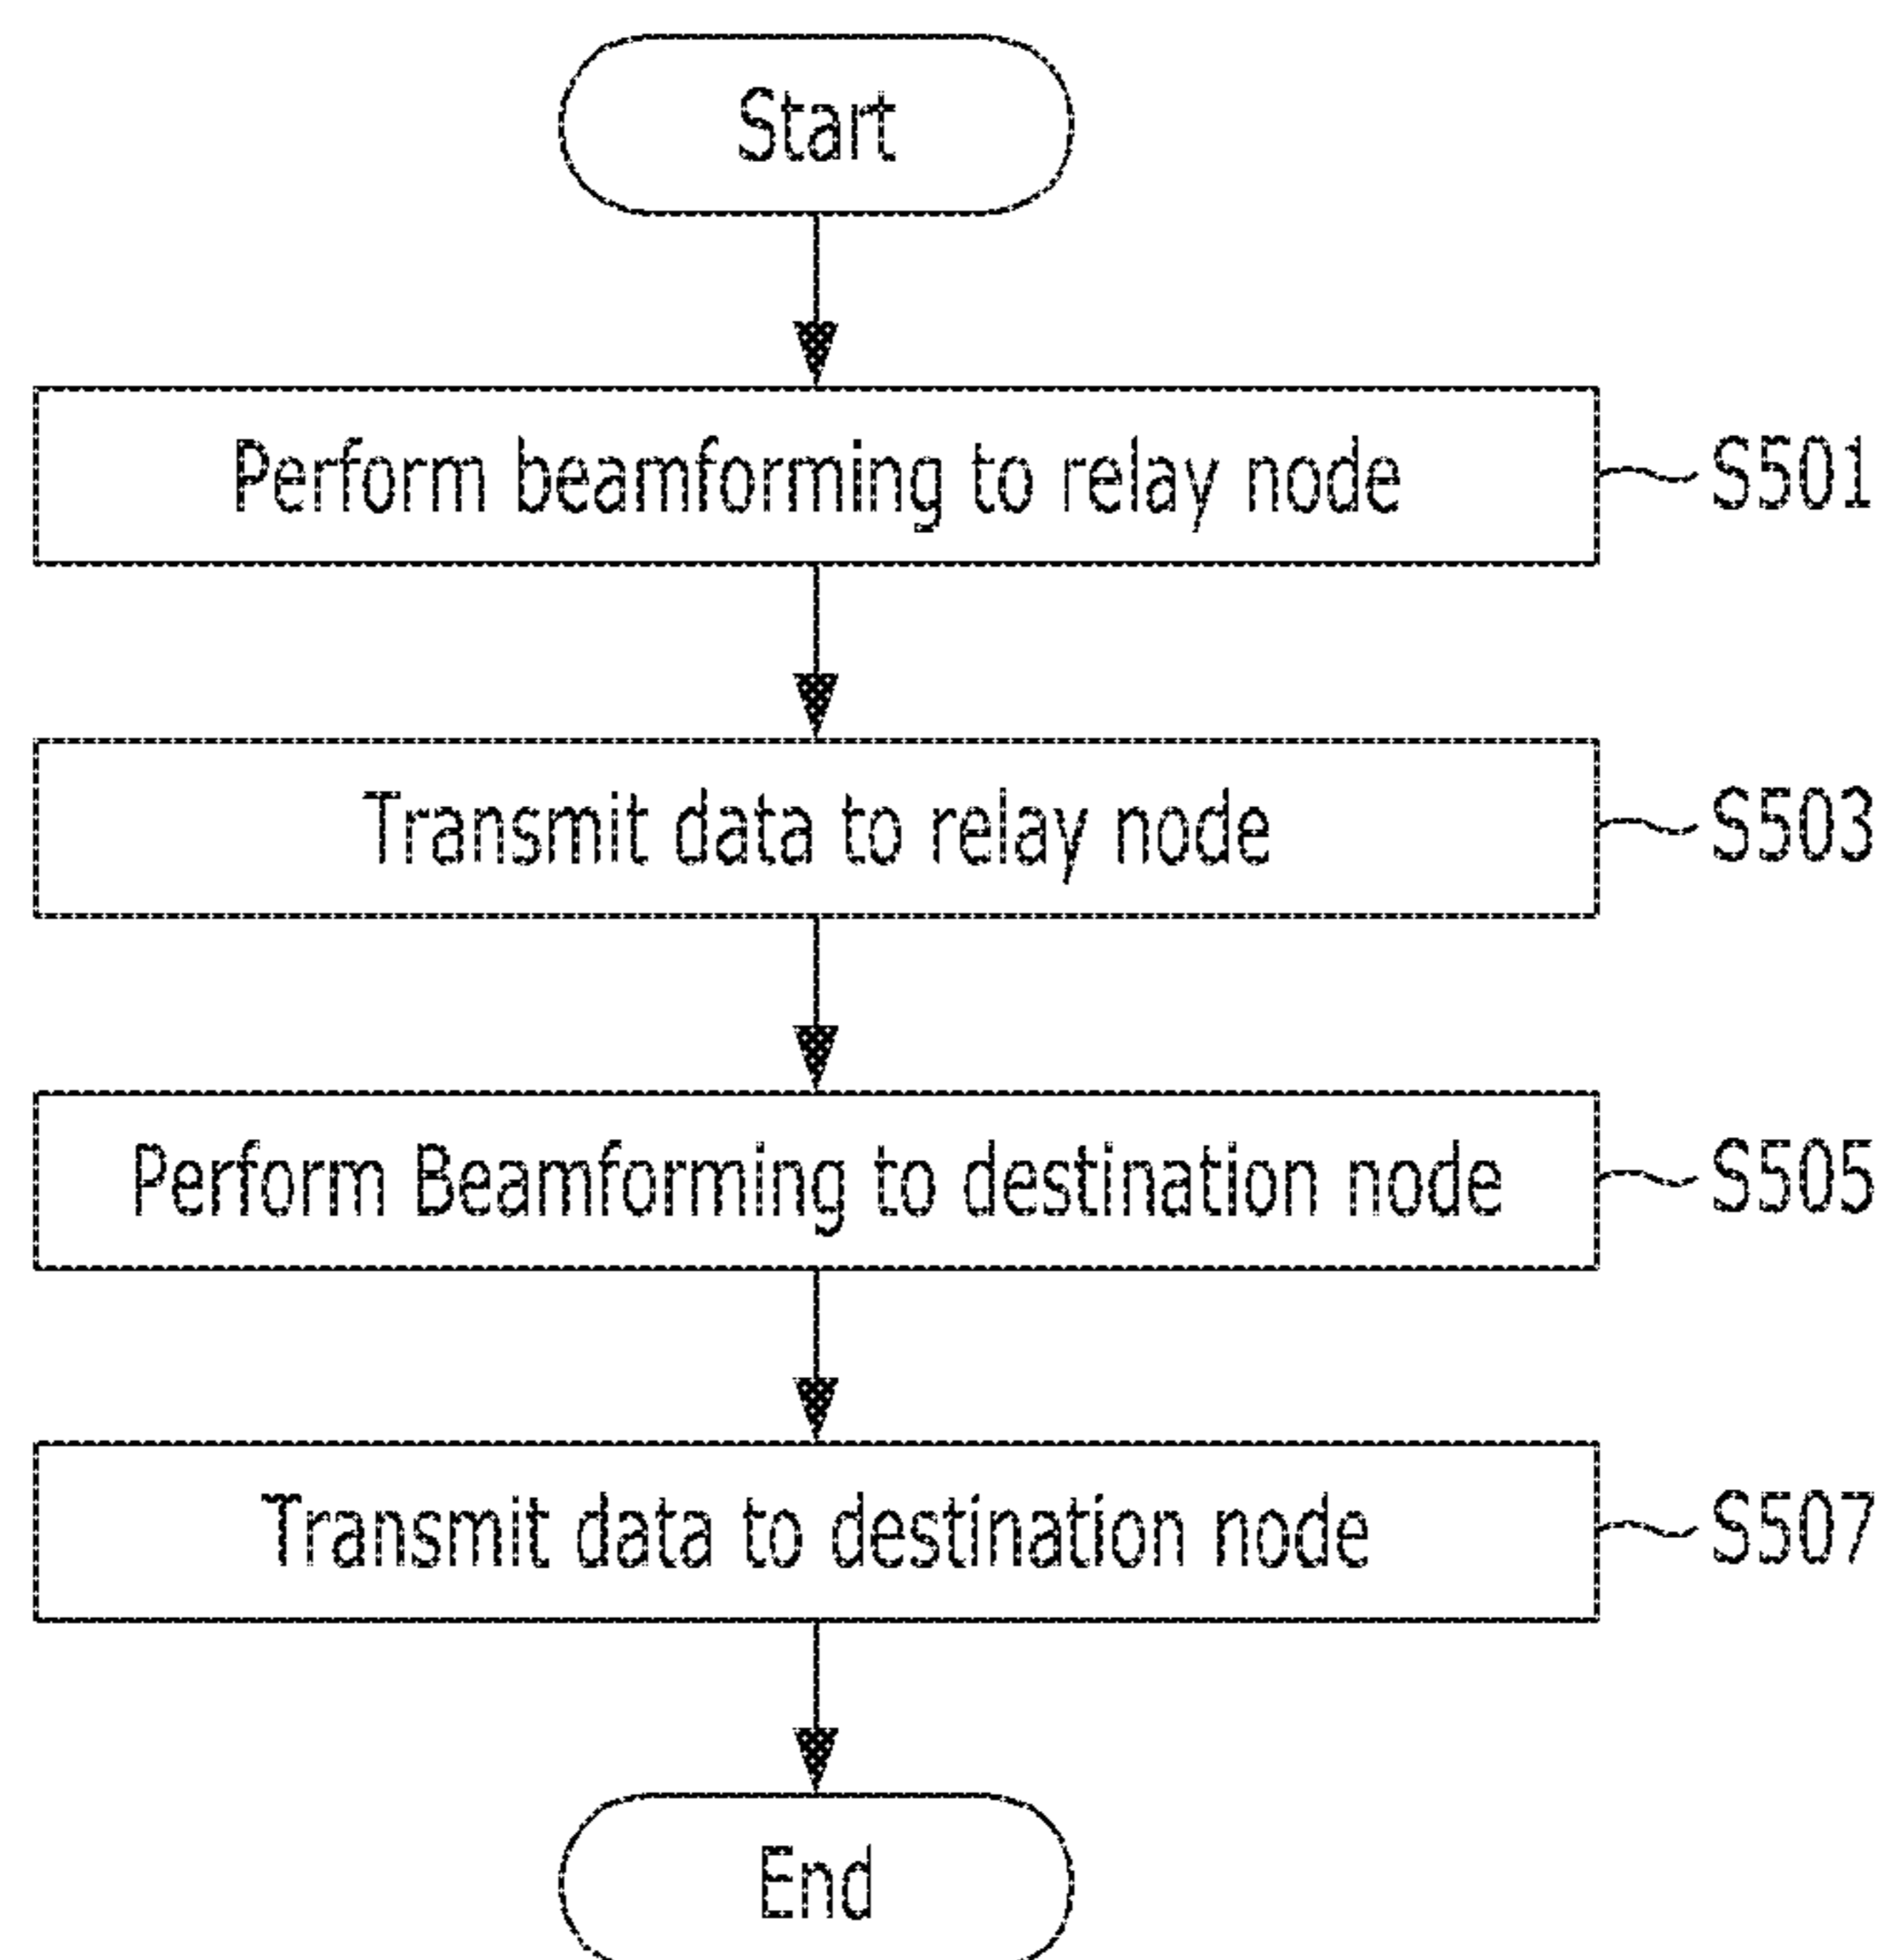 Start
Perform beamforming to relay node
S501
Transmit data to relay node
S503
Perform Beamforming to destination node
S505
Transmit data to destination node
S507
End